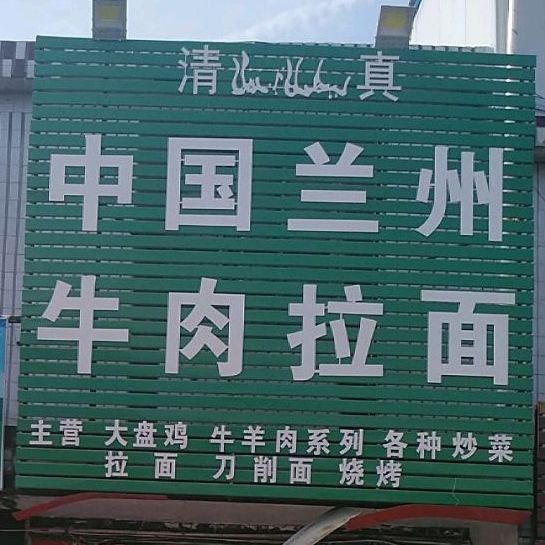 清 真
中国兰州
牛肉拉面
主营 大盘鸡 牛羊肉系列 各种炒菜
拉面 刀削面 烧烤